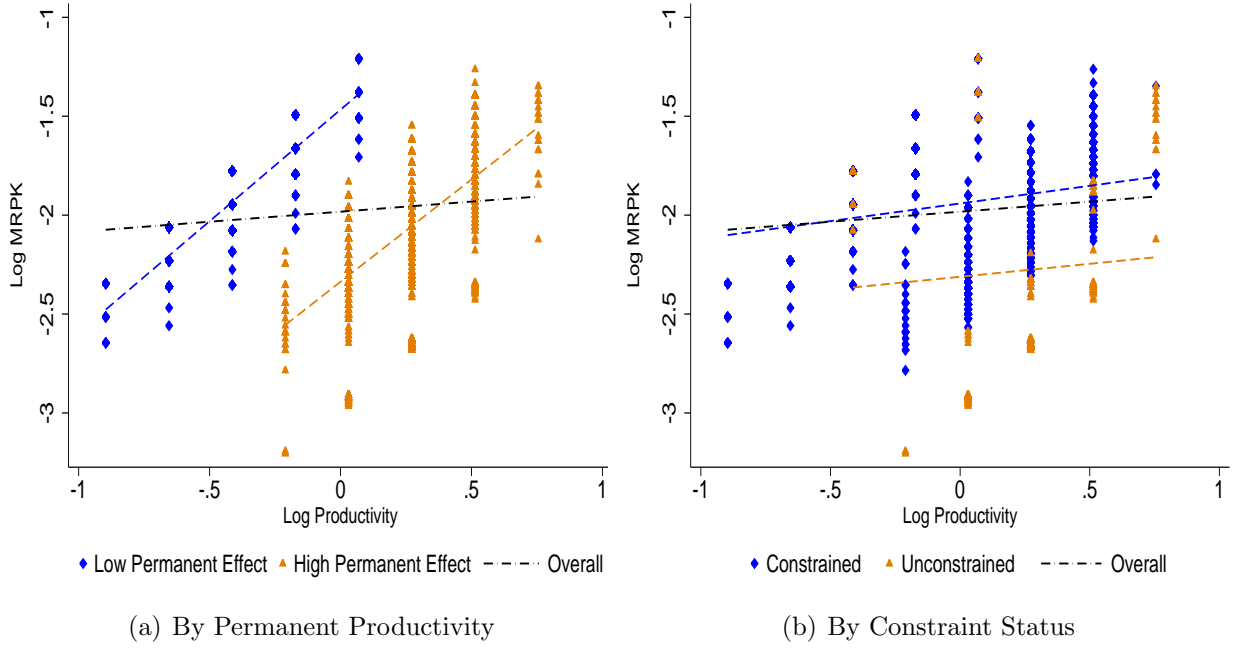 -1
-1.5
-2
-2.5
-3
Log MRPK
-1 -.5 0 .5 1
Log Productivity
Low Permanent Effect High Permanent Effect Overall
(a) By Permanent Productivity
-1
-1.5
-2
-2.5
-3
Log MRPK
-1 -.5 0 .5 1
Log Productivity
Constrained Unconstrained Overall
(b) By Constraint Status